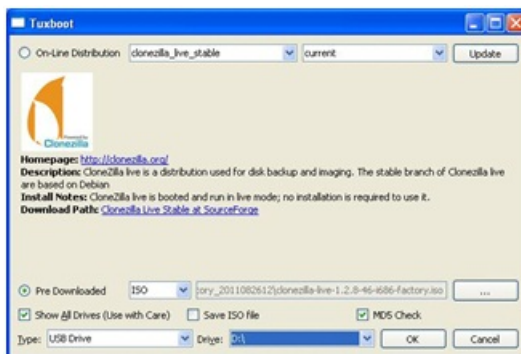 Tuxboot
On-Line Distribution clonezilla_live_stable current Update
Clonezilla
Homepage: http://clonezilla.org/
Description: CloneZilla live is a distribution used for disk backup and imaging. The stable branch of Clonezilla live
are based on Debian
Install Notes: CloneZilla live is booted and run in live mode; no installation is required to use it.
Download Path: Clonezilla Live Stable at SourceForge
Pre Downloaded ISO ory_2011082612\clonezilla-live-1.2.8-46-i686-factory.iso ...
Show All Drives (Use with Care) Save ISO file MD5 Check
Type: USB Drive Drive: D:\ OK Cancel